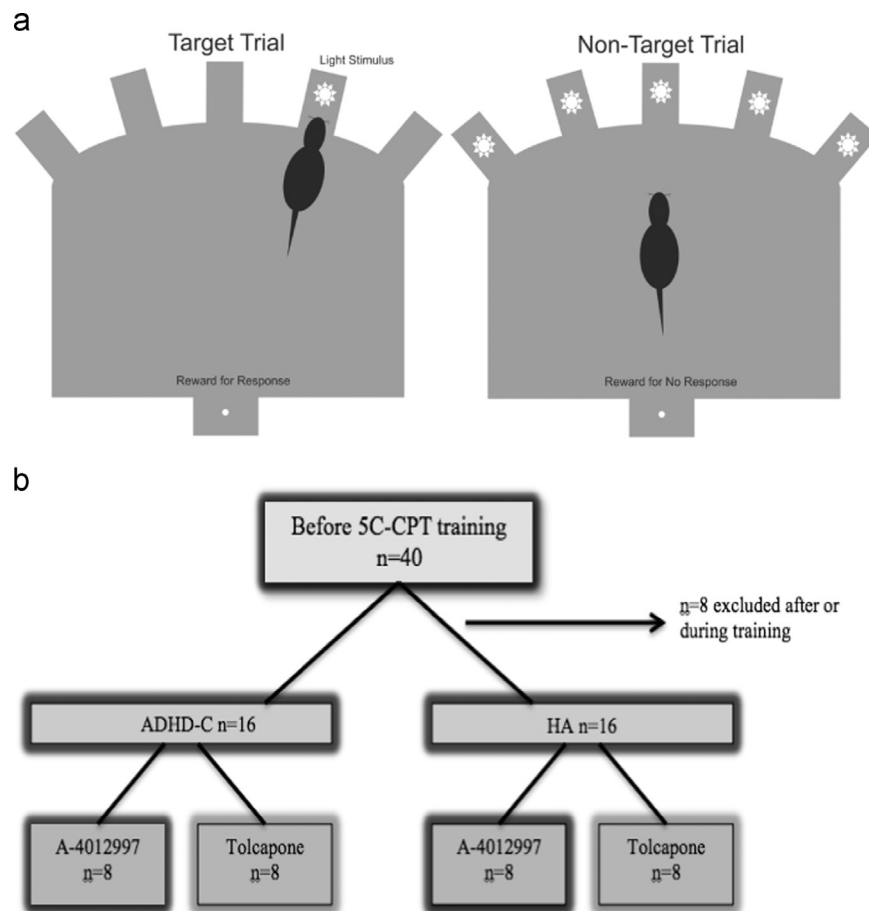 a
Target Trial
Light Stimulus
Non-Target Trial
Reward for Response
Reward for No Response
b
Before 5C-CPT training
n=40
n=8 excluded after or
during training
ADHD-C n=16
HA n=16
A-4012997
n=8
Tolcapone
n=8
A-4012997
n=8
Tolcapone
n=8